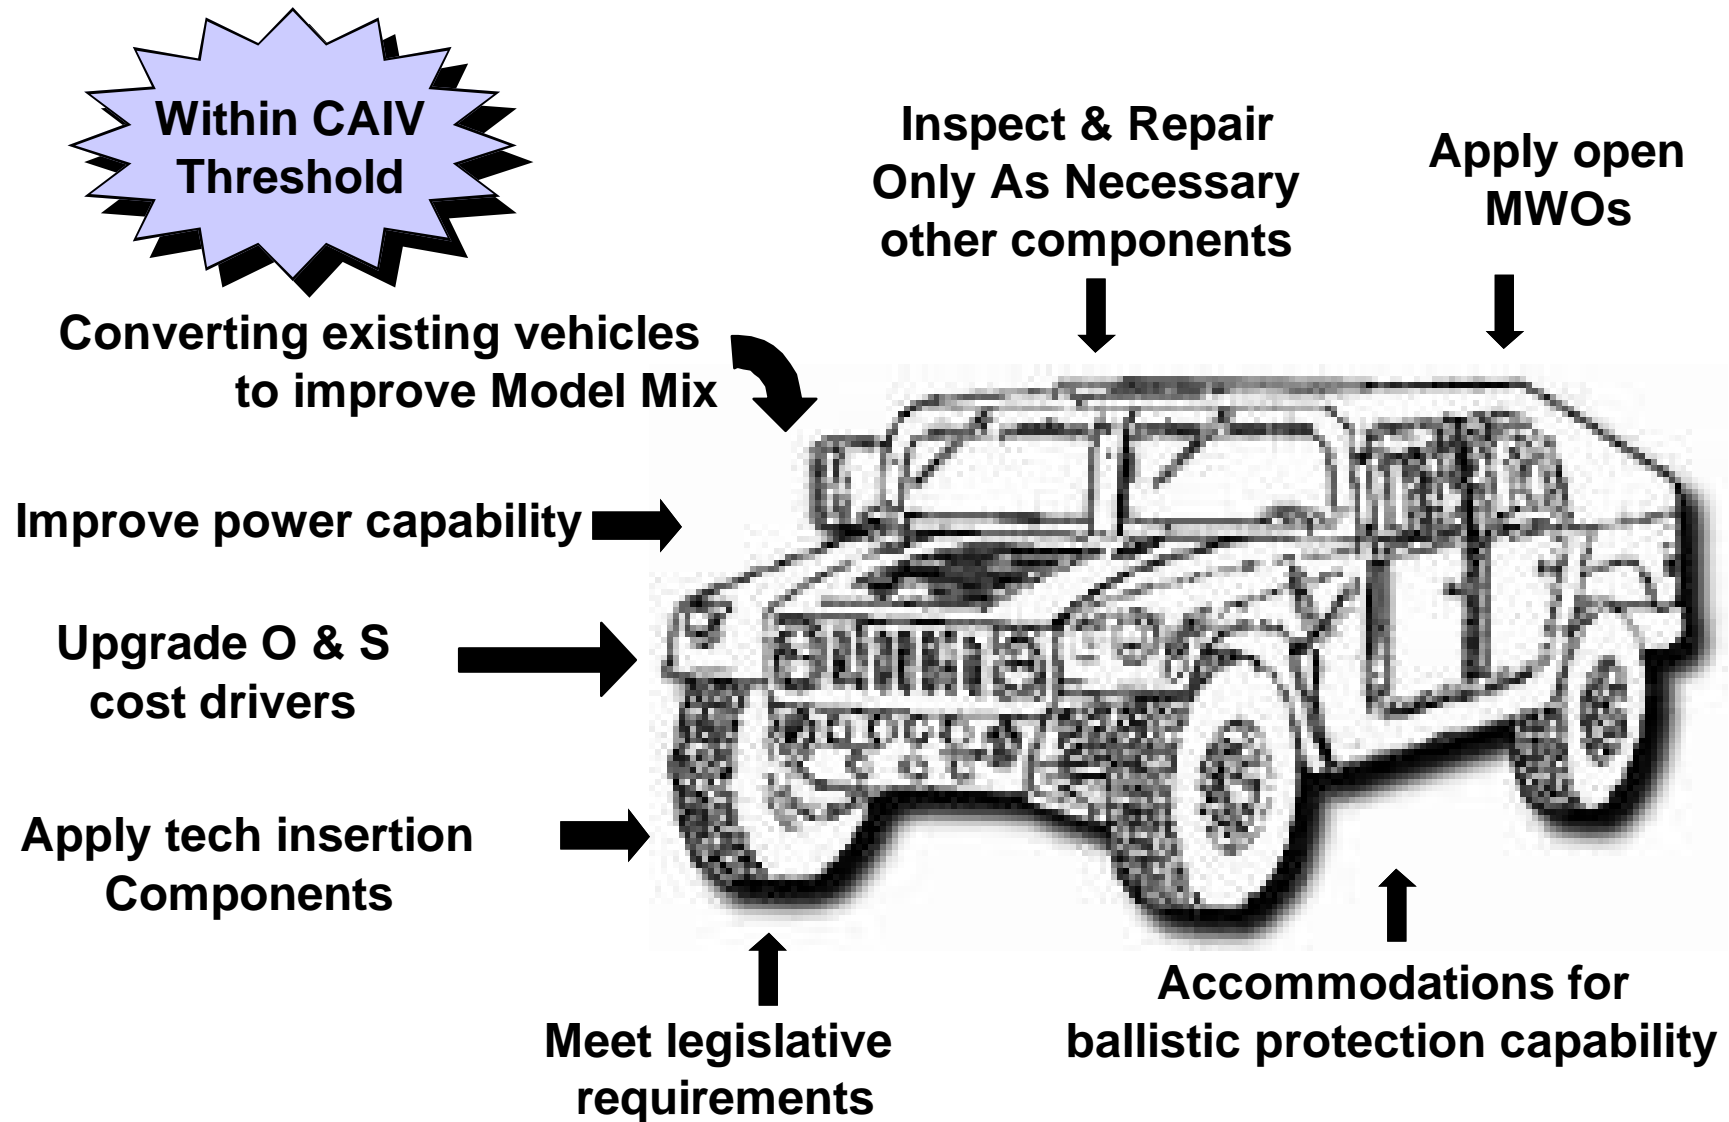 Within CAIV
Threshold
Inspect & Repair
Only As Necessary
other components
Apply open
MWOs
Converting existing vehicles
to improve Model Mix
Improve power capability
Upgrade O & S
cost drivers
Apply tech insertion
Components
Meet legislative
requirements
Accommodations for
ballistic protection capability